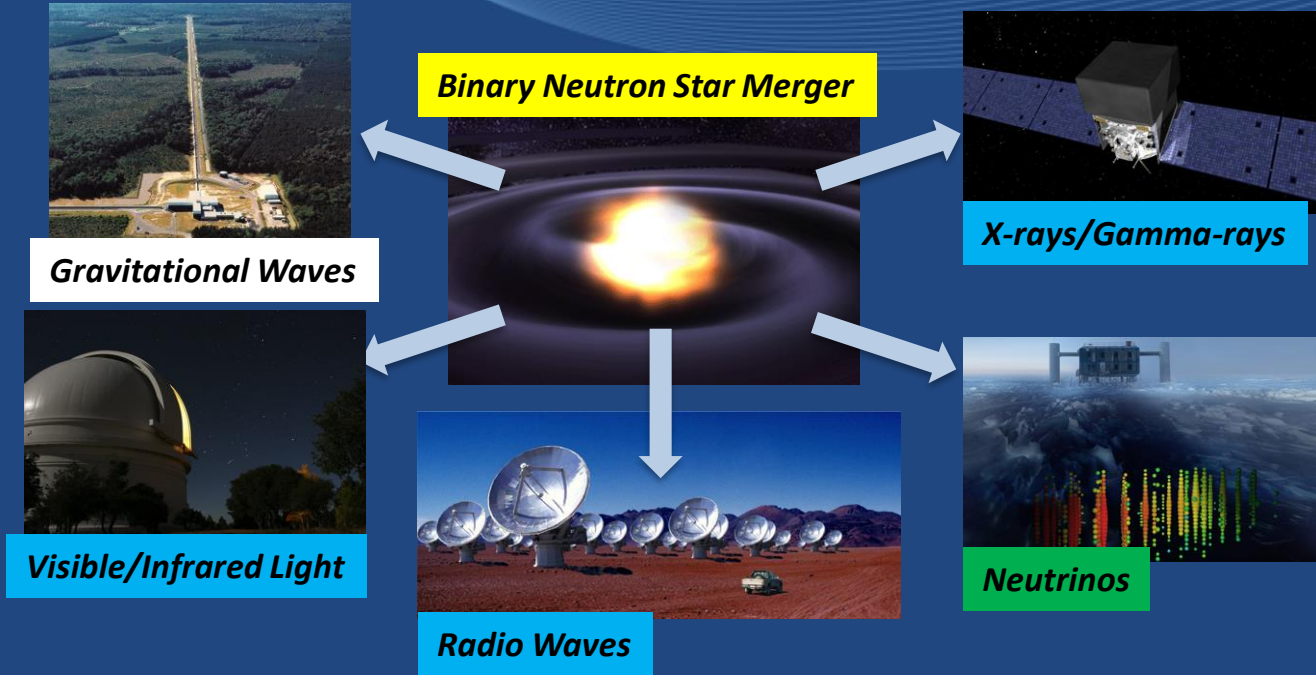 Binary Neutron Star Merger
Gravitational Waves
X-rays/Gamma-rays
Visible/Infrared Light
Radio Waves
Neutrinos